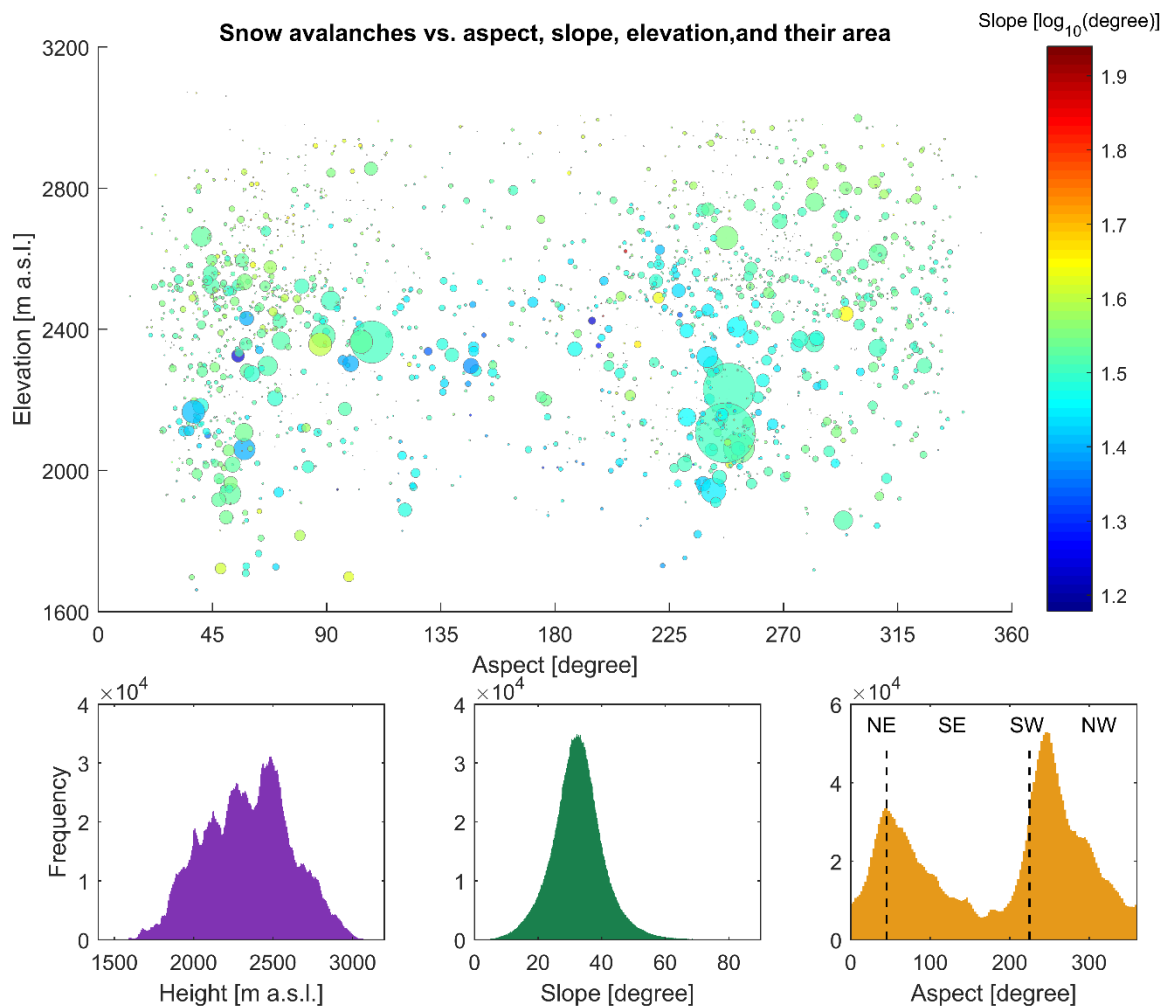 Snow avalanches vs. aspect, slope, elevation,and their area
Slope [log10(degree)]
3200
2800
2400
2000
1600
Elevation [m a.s.l.]
0 45 90 135 180 225 270 315 360
Aspect [degree]
1.9
1.8
1.7
1.6
1.5
1.4
1.3
1.2
×10^4
4
3
2
1
0
Frequency
1500 2000 2500 3000
Height [m a.s.l.]
×10^4
4
3
2
1
0
0 20 40 60 80
Slope [degree]
×10^4
6
4
2
0
NE SE SW NW
0 100 200 300
Aspect [degree]